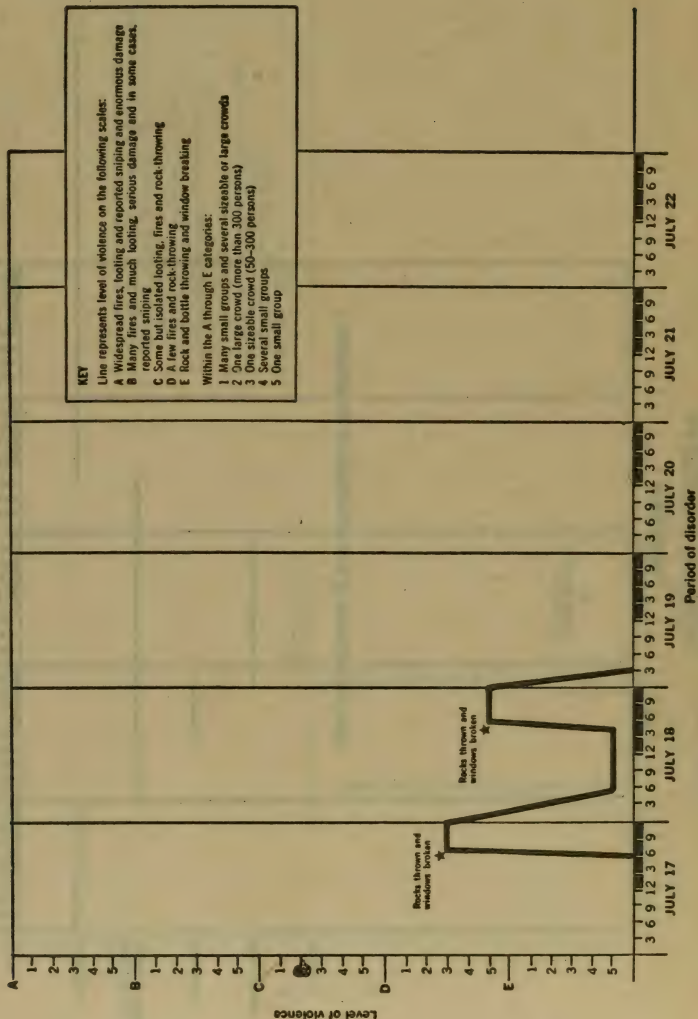 KEY
Line represents level of violence on the following scales:
A Widespread fires, looting and reported sniping and enormous damage
B Many fires and much looting, serious damage and in some cases,
reported sniping
C Some but isolated looting, fires and rock-throwing
D A few fires and rock-throwing
E Rock and bottle throwing and window breaking
Within the A through E categories:
1 Many small groups and several sizeable or large crowds
2 One large crowd (more than 300 persons)
3 One sizeable crowd (50–300 persons)
4 Several small groups
5 One small group
Level of violence
A
1
2
3
4
5
B
1
2
3
4
5
C
1
3
4
5
D
1
2
3
4
5
E
1
2
3
4
5
Rocks thrown and
windows broken
Rocks thrown and
windows broken
3 6 9 12 3 6 9 3 6 9 12 3 6 9 3 6 9 12 3 6 9 3 6 9 12 3 6 9 3 6 9 12 3 6 9 3 6 9 12 3 6 9
JULY 17 JULY 18 JULY 19 JULY 20 JULY 21 JULY 22
Period of disorder